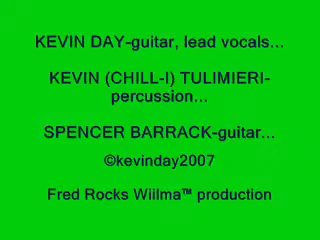 KEVIN DAY-guitar, lead vocals...
KEVIN (CHILL-I) TULIMIERI-
percussion...
SPENCER BARRACK-guitar...
©kevinday2007
Fred Rocks Wiilma™ production